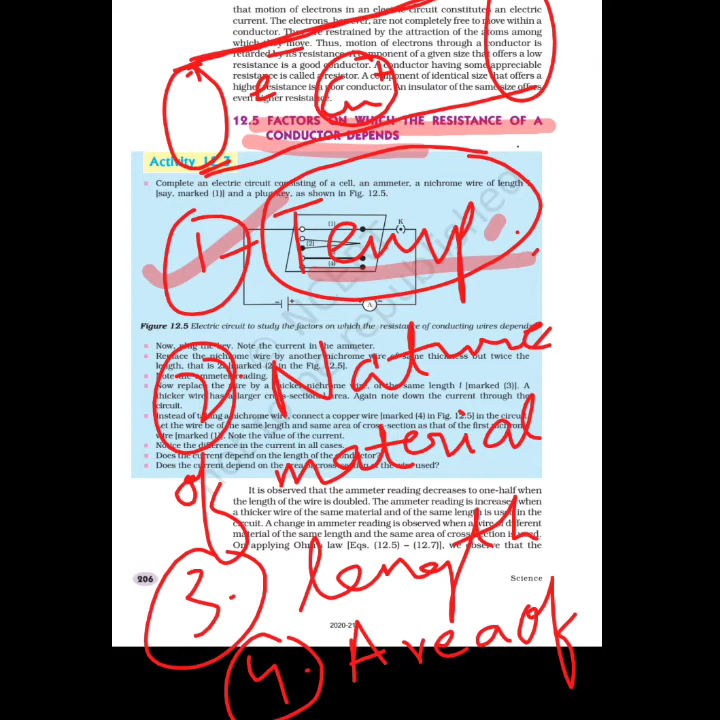 that motion of electrons in an electric circuit constitutes an electric
current. The electrons, however, are not completely free to move within a
conductor. They are restrained by the attraction of the atoms among
which they move. Thus, motion of electrons through a conductor is
retarded by its resistance. A component of a given size that offers a low
resistance is a good conductor. A conductor having some appreciable
resistance is called a resistor. A component of identical size that offers a
higher resistance is a poor conductor. An insulator of the same size offers
even higher resistance.
12.5 FACTORS ON WHICH THE RESISTANCE OF A
CONDUCTOR DEPENDS
Activity 12.3
Complete an electric circuit consisting of a cell, an ammeter, a nichrome wire of length l
[say, marked (1)] and a plug key, as shown in Fig. 12.5.
(1)
K
(2)
(4)
A
1 Temp.
Figure 12.5 Electric circuit to study the factors on which the resistance of conducting wires depends
Now, plug the key. Note the current in the ammeter.
Replace the nichrome wire by another nichrome wire of same thickness but twice the
length, that is 2l [marked (2) in the Fig. 12.5].
Note the ammeter reading.
Now replace the wire by a thicker nichrome wire, of the same length l [marked (3)]. A
thicker wire has a larger cross-sectional area. Again note down the current through the
circuit.
Instead of taking a nichrome wire, connect a copper wire [marked (4) in Fig. 12.5] in the circuit.
Let the wire be of the same length and same area of cross-section as that of the first nichrome
wire [marked (1)]. Note the value of the current.
Notice the difference in the current in all cases.
Does the current depend on the length of the conductor?
Does the current depend on the area of cross-section of the wire used?
2. Nature
of material
It is observed that the ammeter reading decreases to one-half when
the length of the wire is doubled. The ammeter reading is increased when
a thicker wire of the same material and of the same length is used in the
circuit. A change in ammeter reading is observed when a wire of different
material of the same length and the same area of cross-section is used.
On applying Ohm's law [Eqs. (12.5) – (12.7)], we observe that the
3. length
206
Science
2020-21
4. Area of